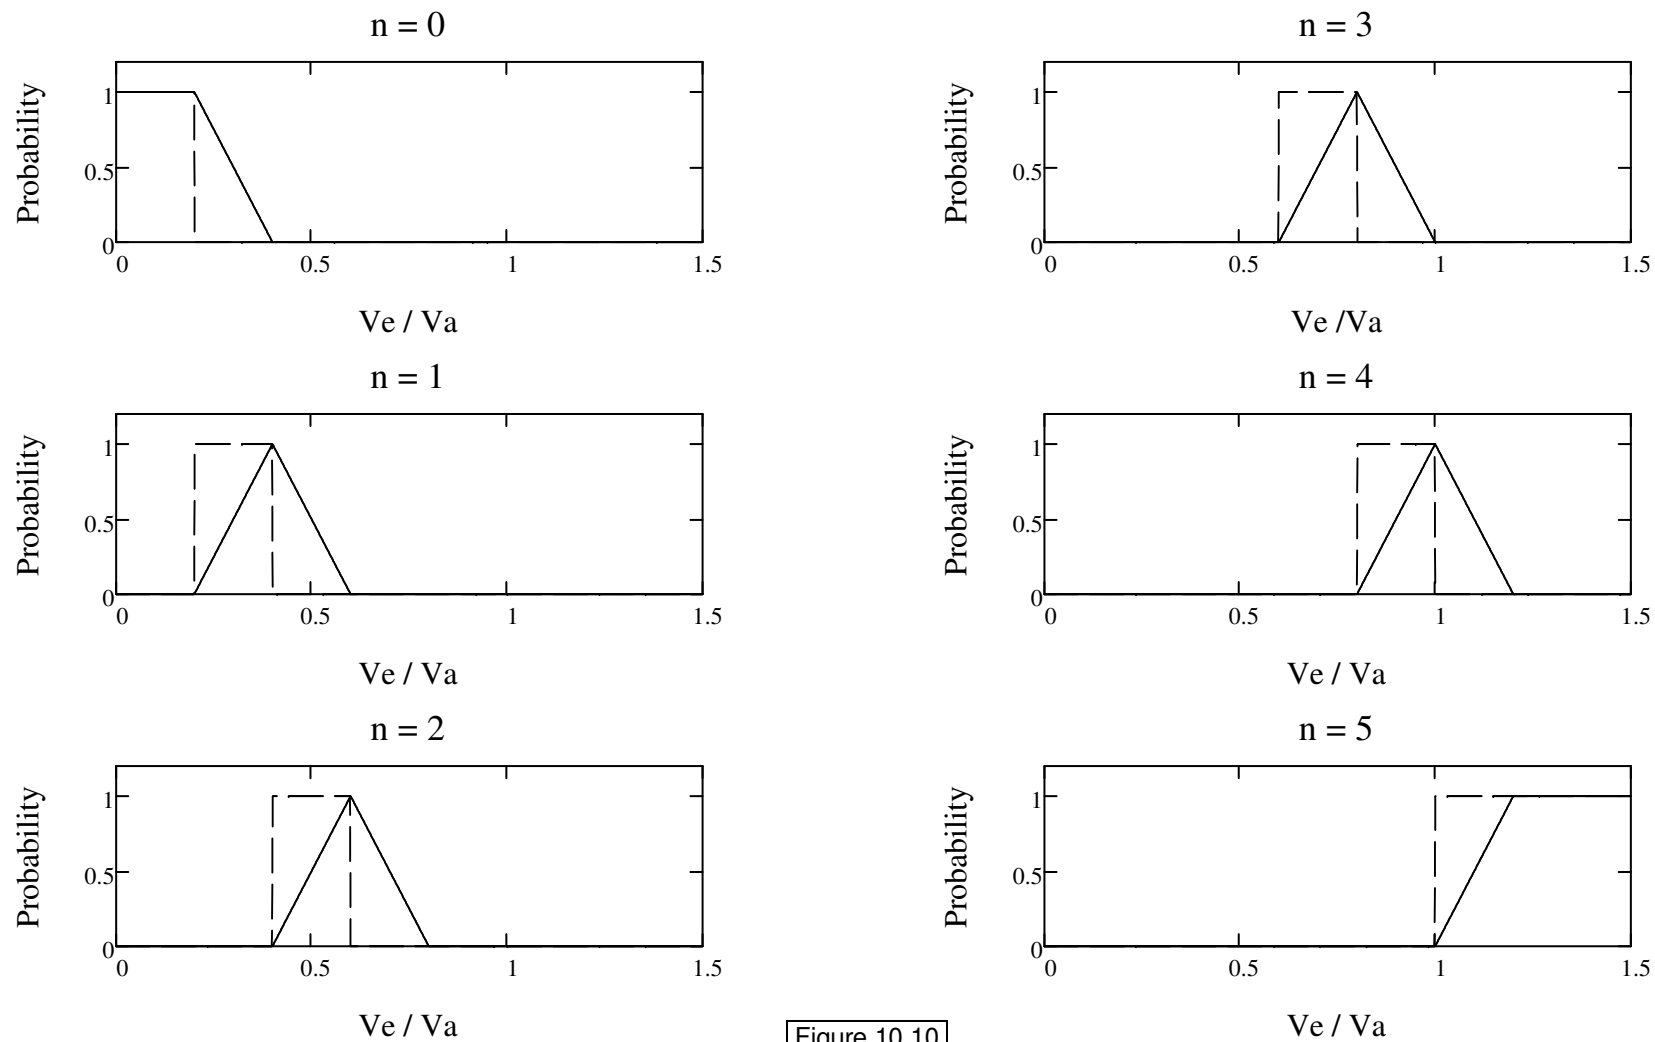 n = 0
Probability
1
0.5
0
0
0.5
1
1.5
Ve / Va
n = 1
Probability
1
0.5
0
0
0.5
1
1.5
Ve / Va
n = 2
Probability
1
0.5
0
0
0.5
1
1.5
Ve / Va
n = 3
Probability
1
0.5
0
0
0.5
1
1.5
Ve /Va
n = 4
Probability
1
0.5
0
0
0.5
1
1.5
Ve / Va
n = 5
Probability
1
0.5
0
0
0.5
1
1.5
Ve / Va
Figure 10.10